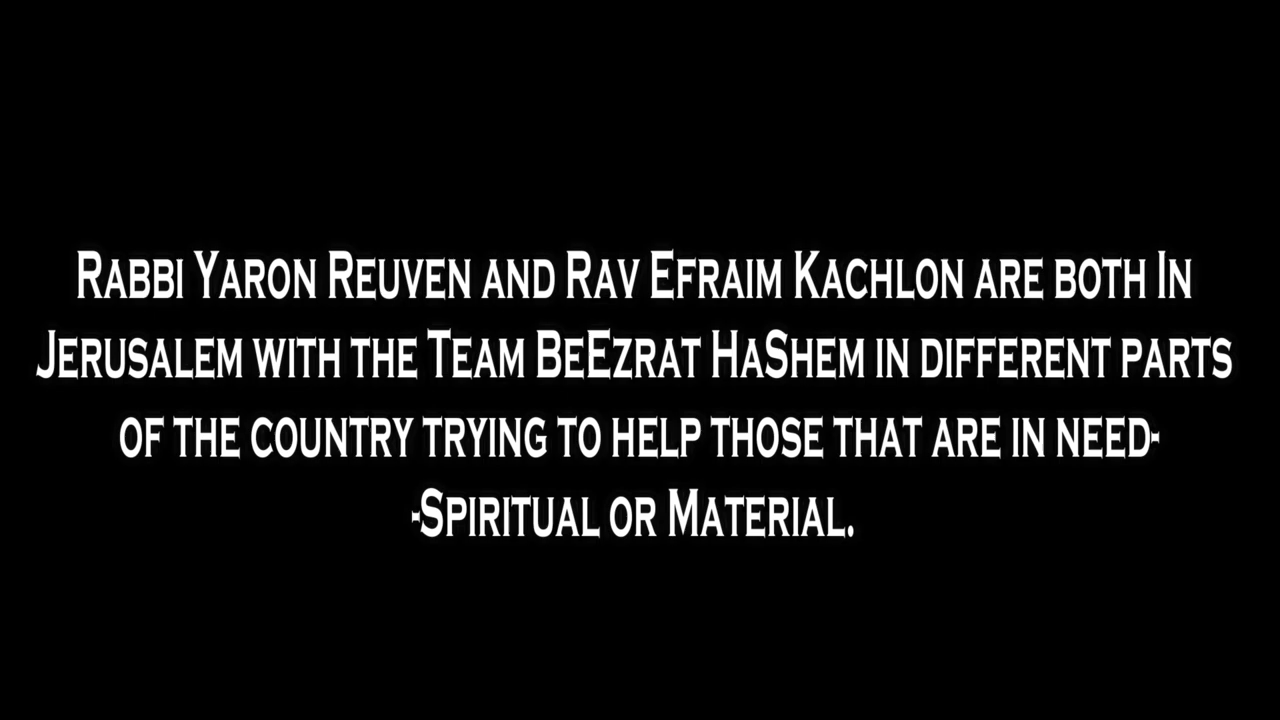 Rabbi Yaron Reuven and Rav Efraim Kachlon are both In
Jerusalem with the Team BeEzrat HaShem in different parts
of the country trying to help those that are in need-
-Spiritual or Material.